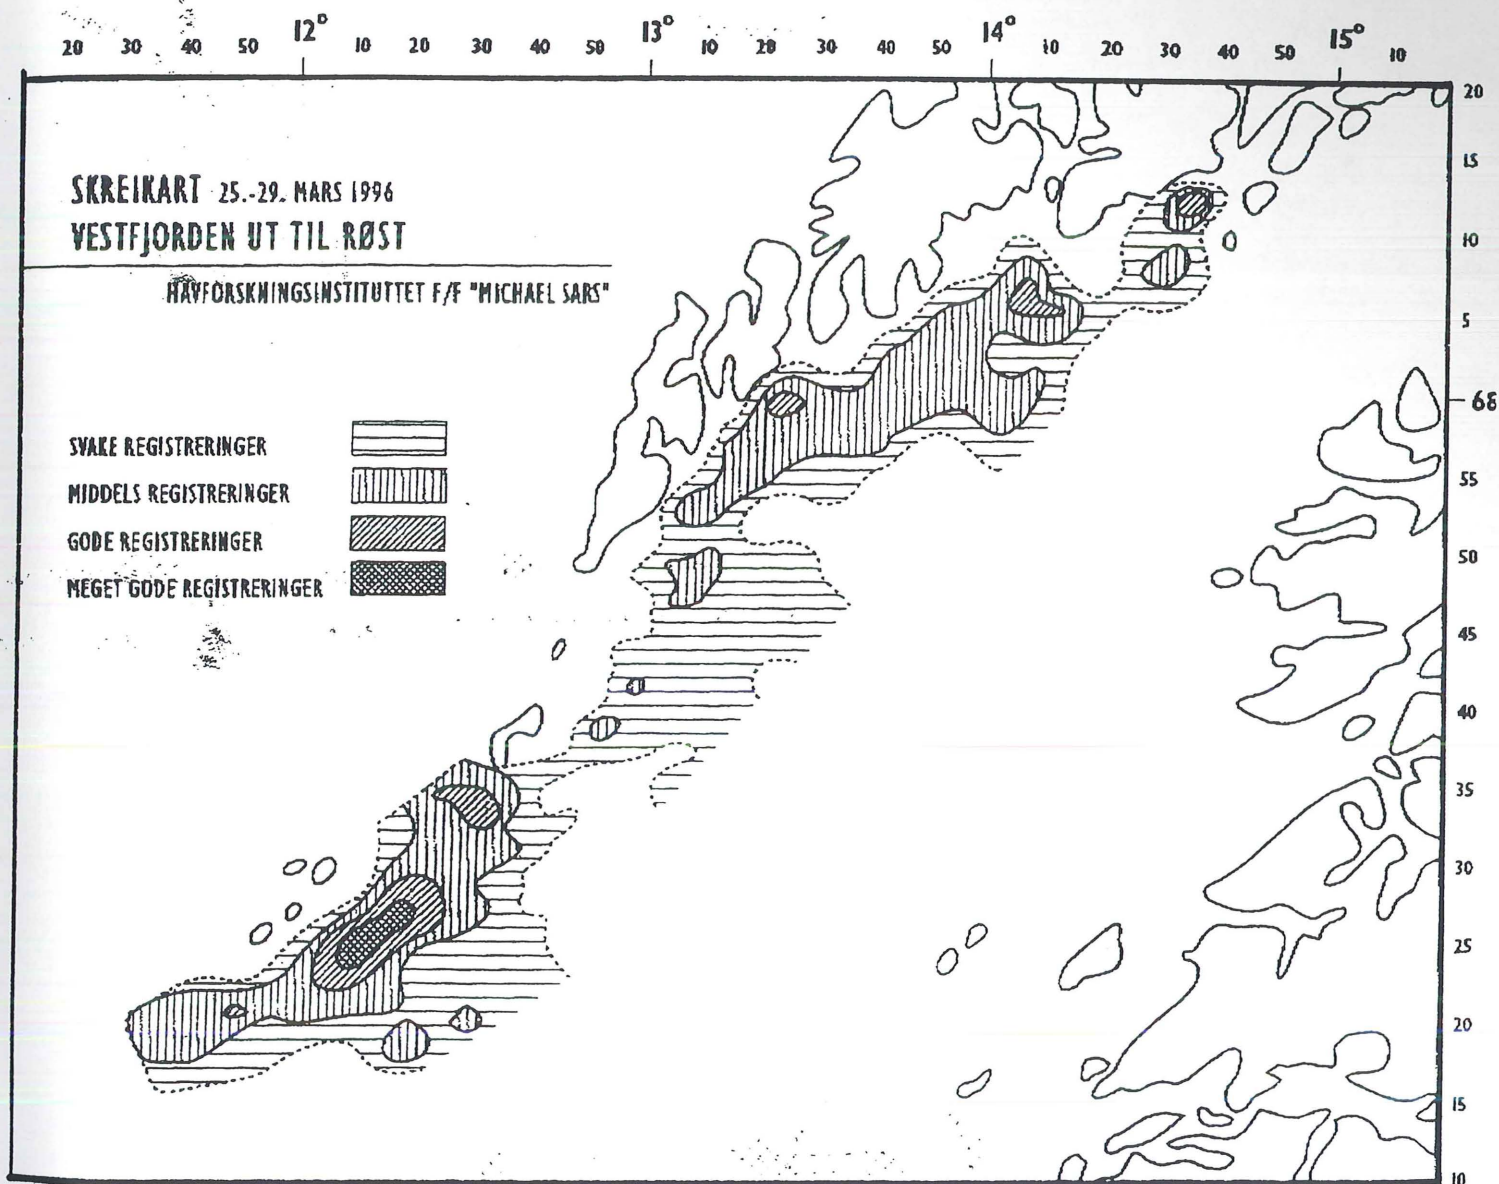 12° 13° 14° 15°
20 30 40 50 10 20 30 40 50 10 20 30 40 50 10 20 30 40 50 10
20
15
10
5
68
55
50
45
40
35
30
25
20
15
10
SKREIKART 25.-29. MARS 1996
VESTFJORDEN UT TIL RØST
HAVFORSKNINGSINSTITUTTET F/F "MICHAEL SARS"
SVAKE REGISTRERINGER
MIDDELS REGISTRERINGER
GODE REGISTRERINGER
MEGET GODE REGISTRERINGER